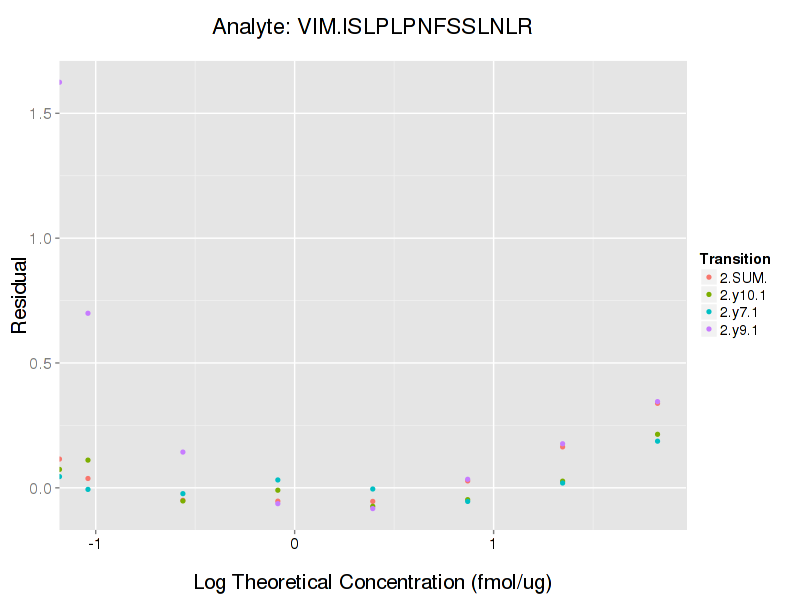 Analyte: VIM.ISLPLPNFSSLNLR
1.5
1.0
0.5
0.0
Residual
-1
0
1
Log Theoretical Concentration (fmol/ug)
Transition
2.SUM.
2.y10.1
2.y7.1
2.y9.1